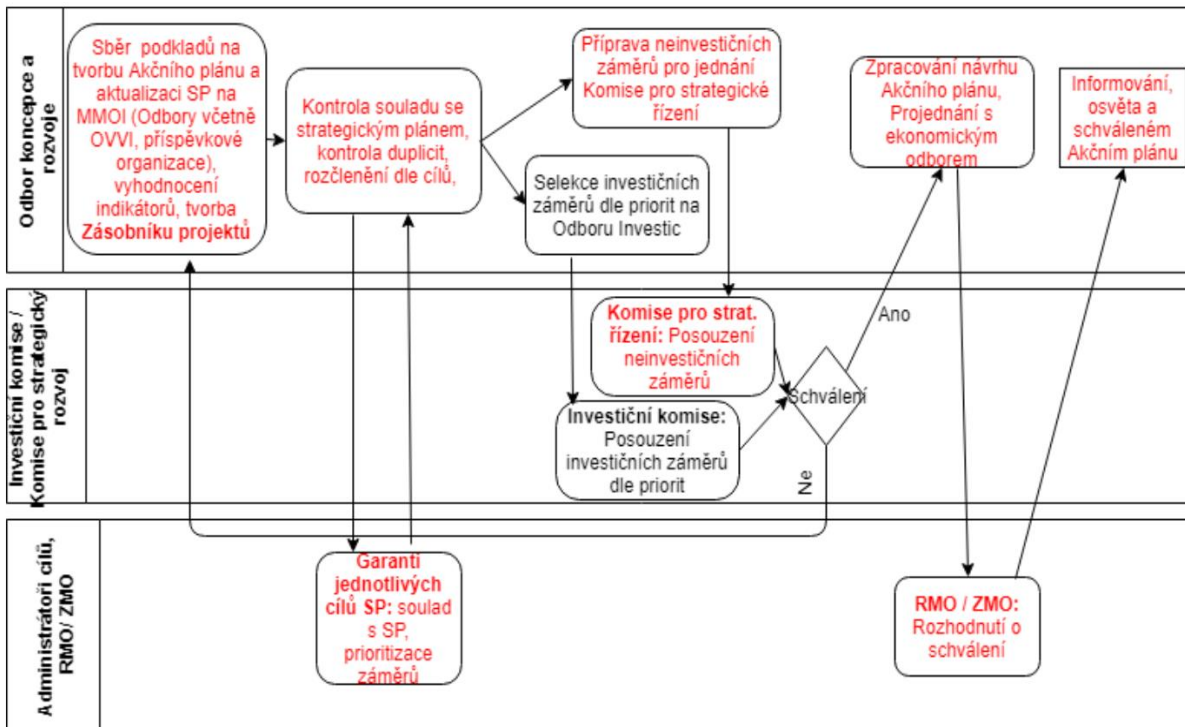 Odbor koncepce a
rozvoje
Sběr podkladů na
tvorbu Akčního plánu a
aktualizaci SP na
MMOl (Odbory včetně
OVVI, příspěvkové
organizace),
vyhodnocení
indikátorů, tvorba
Zásobníku projektů
Kontrola souladu se
strategickým plánem,
kontrola duplicit,
rozčlenění dle cílů,
Příprava neinvestičních
záměrů pro jednání
Komise pro strategické
řízení
Selekce investičních
záměrů dle priorit na
Odboru Investic
Zpracování návrhu
Akčního plánu,
Projednání s
ekonomickým
odborem
Informování,
osvěta a
schváleném
Akčním plánu
Investiční komise /
Komise pro strategický
rozvoj
Komise pro strat.
řízení: Posouzení
neinvestičních
záměrů
Investiční komise:
Posouzení
investičních záměrů
dle priorit
Schválení
Ano
Ne
Administrátoři cílů,
RMO/ ZMO
Garanti
jednotlivých
cílů SP: soulad
s SP,
prioritizace
záměrů
RMO / ZMO:
Rozhodnutí o
schválení